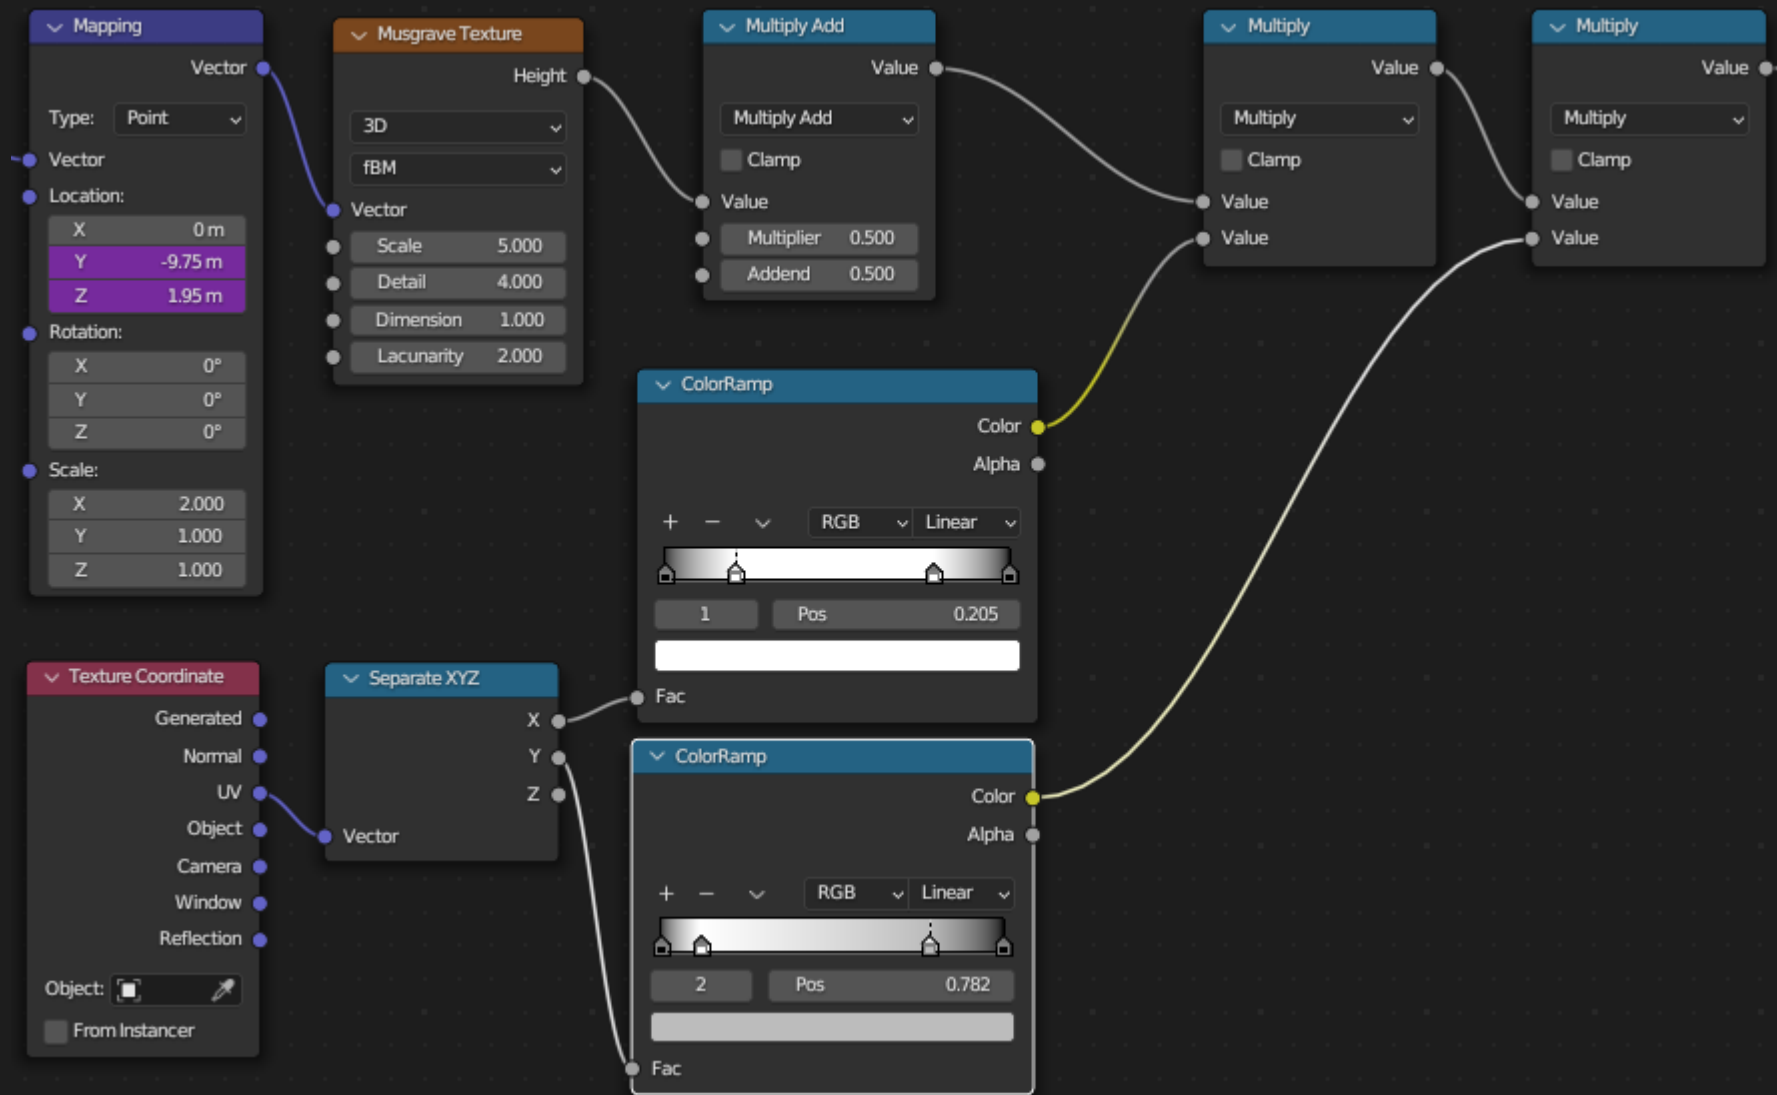 Mapping
Vector
Type: Point
Vector
Location:
X 0 m
Y -9.75 m
Z 1.95 m
Rotation:
X 0°
Y 0°
Z 0°
Scale:
X 2.000
Y 1.000
Z 1.000
Musgrave Texture
Height
3D
fBM
Vector
Scale 5.000
Detail 4.000
Dimension 1.000
Lacunarity 2.000
Multiply Add
Value
Multiply Add
Clamp
Value
Multiplier 0.500
Addend 0.500
Multiply
Value
Multiply
Clamp
Value
Value
Multiply
Value
Multiply
Clamp
Value
Value
ColorRamp
Color
Alpha
+ − RGB Linear
1 Pos 0.205
Fac
Texture Coordinate
Generated
Normal
UV
Object
Camera
Window
Reflection
Object:
From Instancer
Separate XYZ
X
Y
Z
Vector
ColorRamp
Color
Alpha
+ − RGB Linear
2 Pos 0.782
Fac